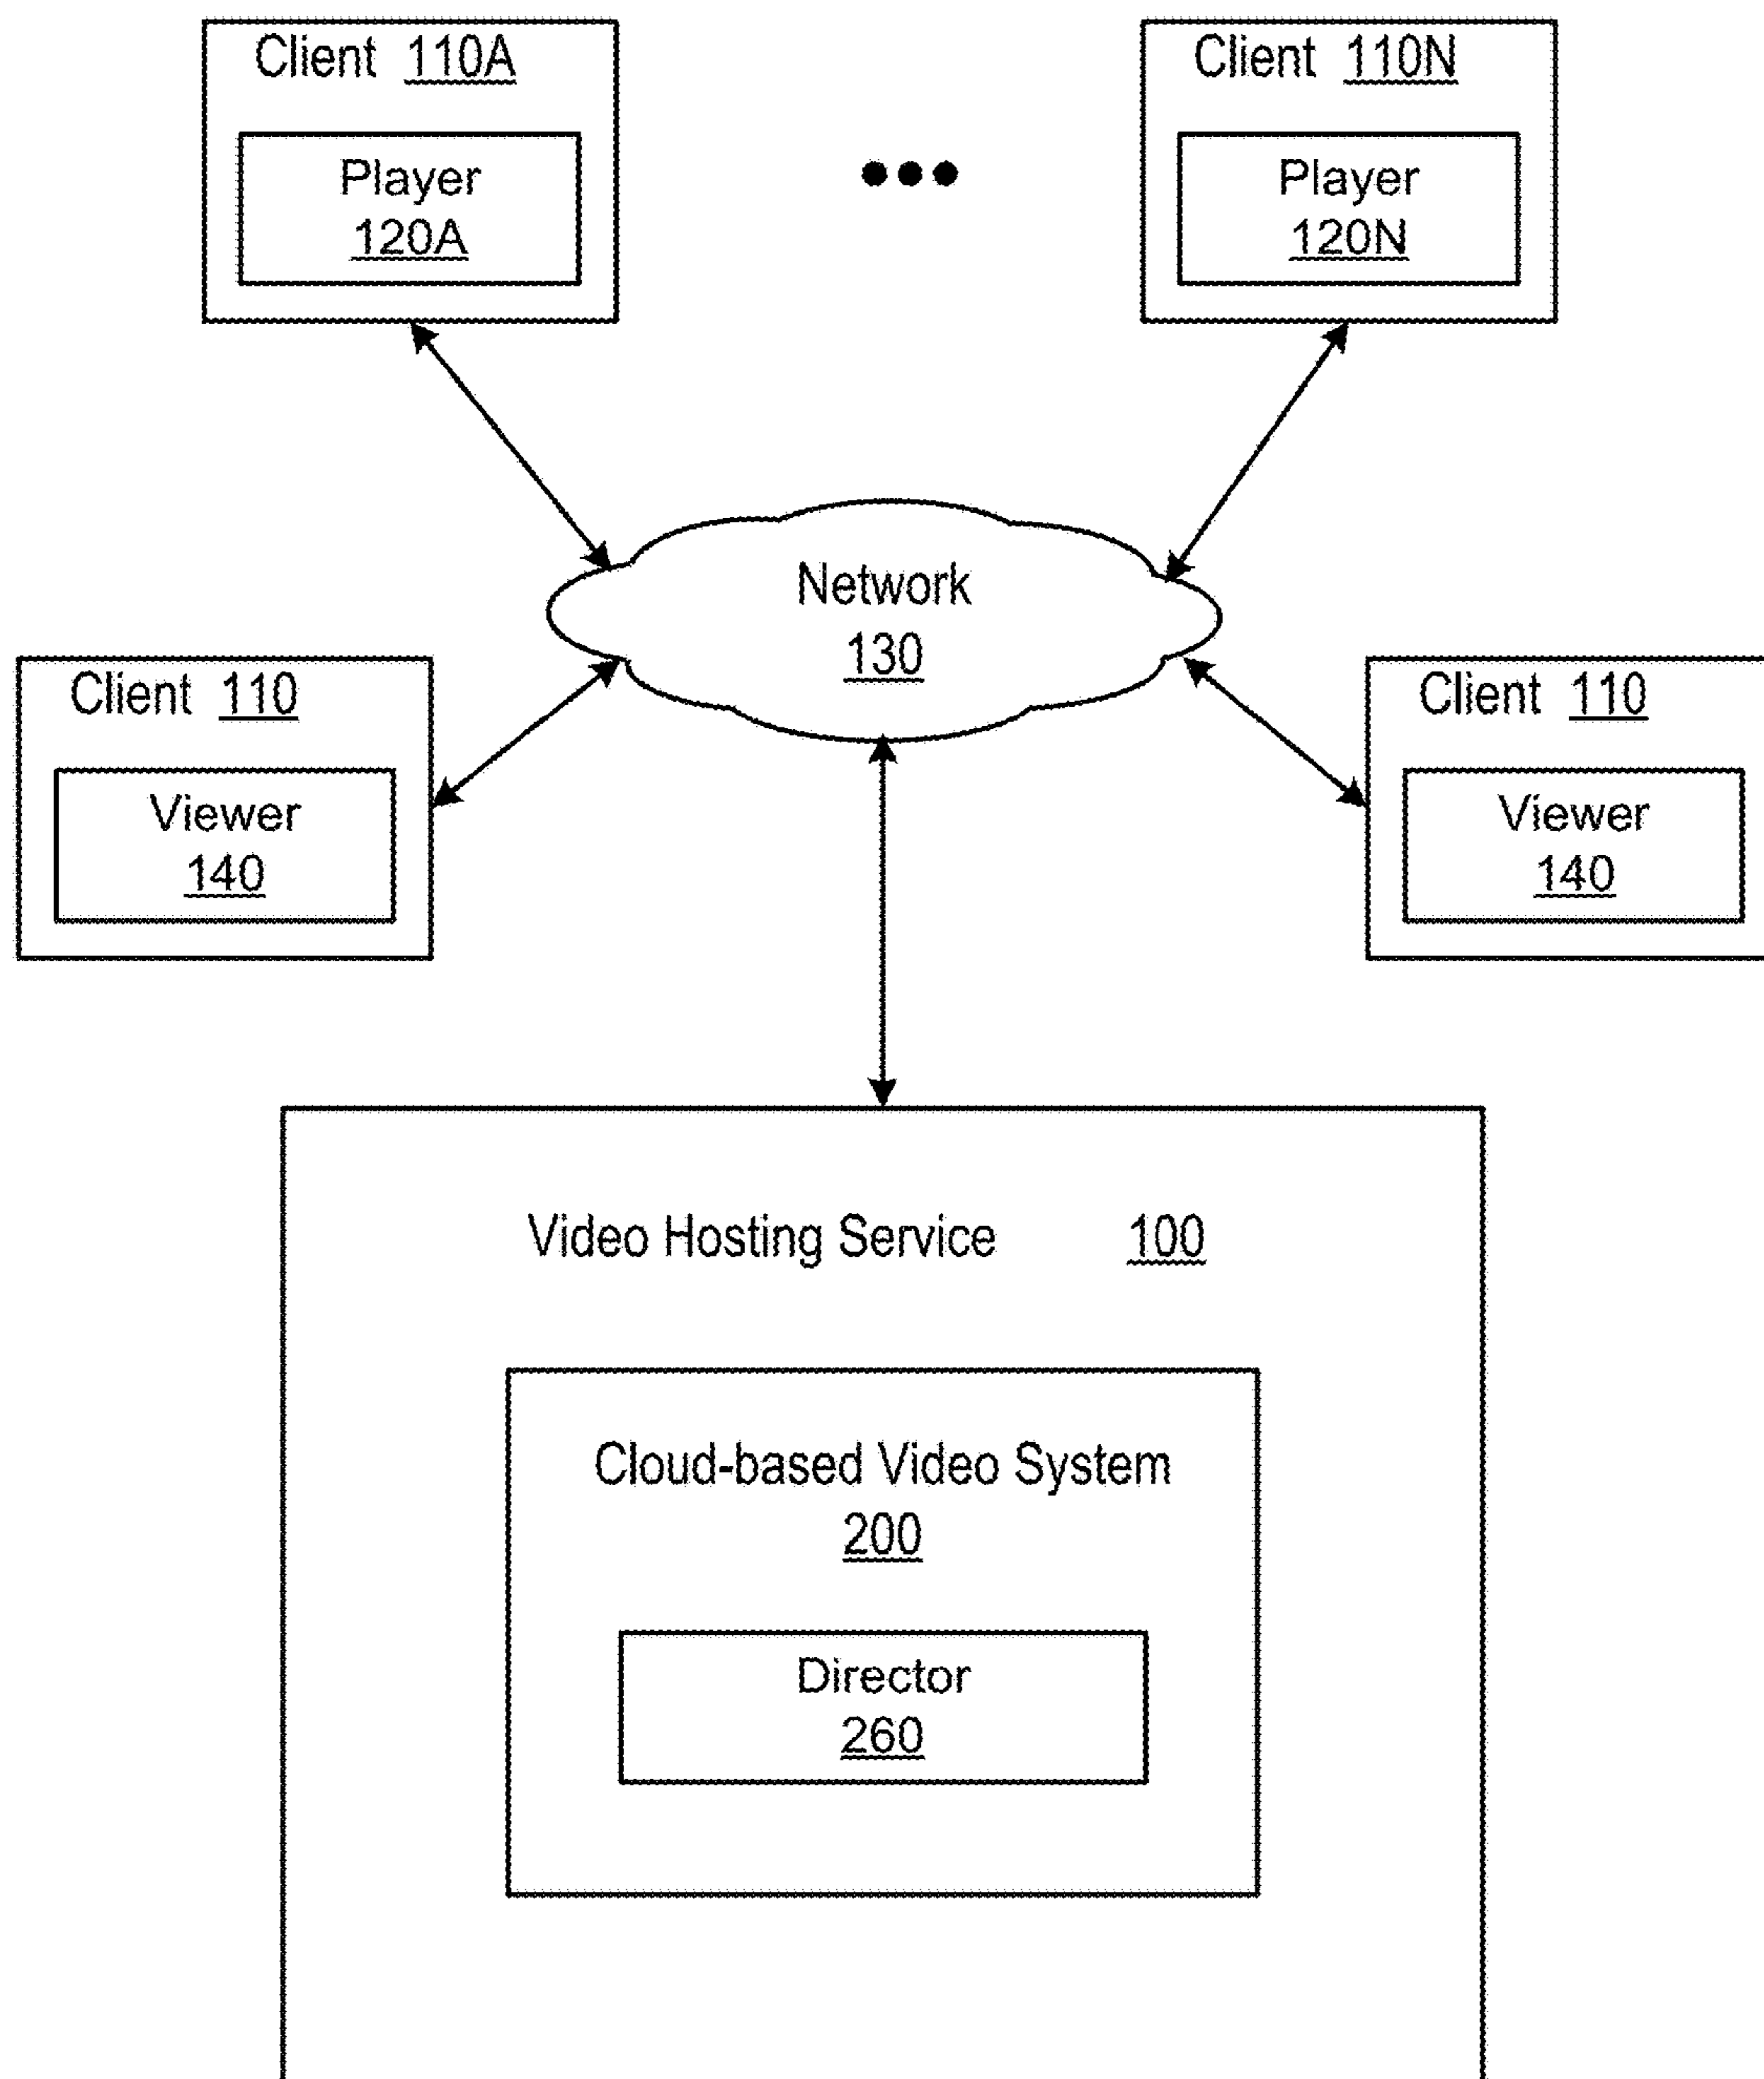 Client 110A
Player
120A
Client 110N
Player
120N
Network
130
Client 110
Viewer
140
Client 110
Viewer
140
Video Hosting Service 100
Cloud-based Video System
200
Director
260